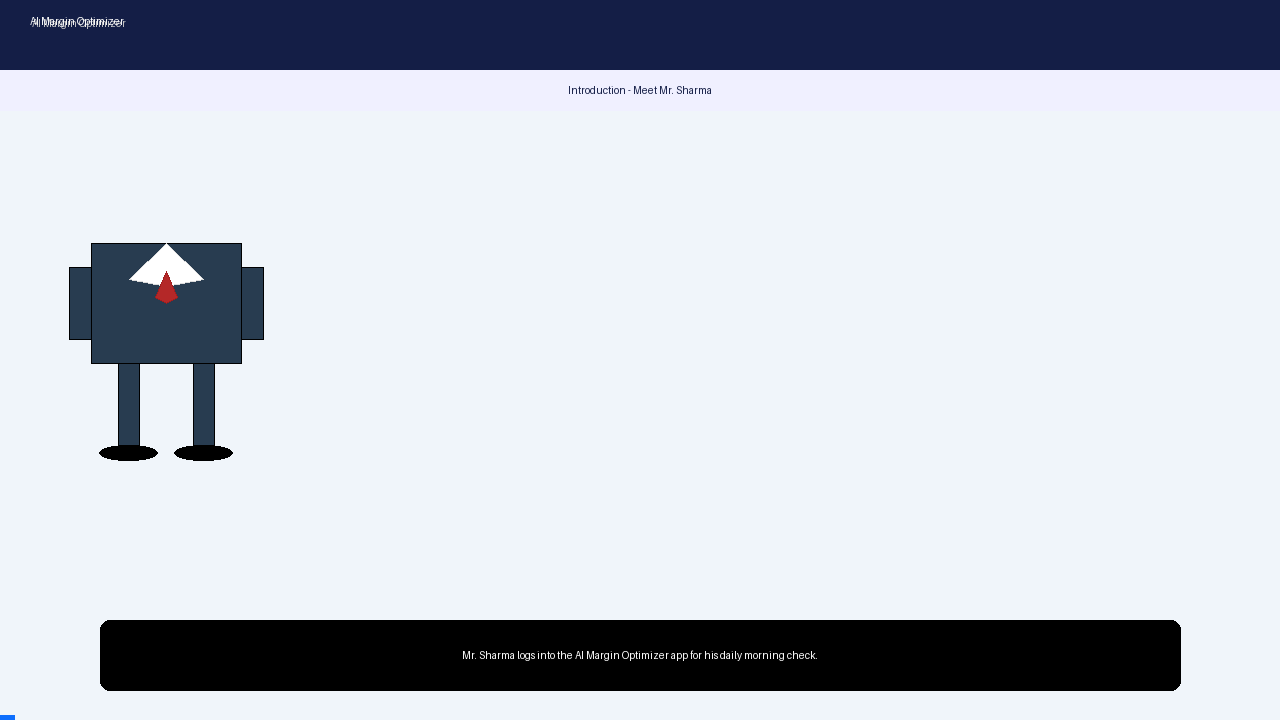 AI Margin Optimizer
Introduction - Meet Mr. Sharma
Mr. Sharma logs into the AI Margin Optimizer app for his daily morning check.